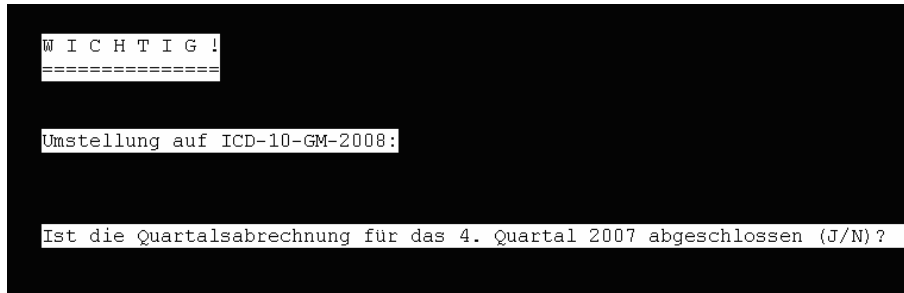 W I C H T I G !
===============
Umstellung auf ICD-10-GM-2008:
Ist die Quartalsabrechnung für das 4. Quartal 2007 abgeschlossen (J/N)?